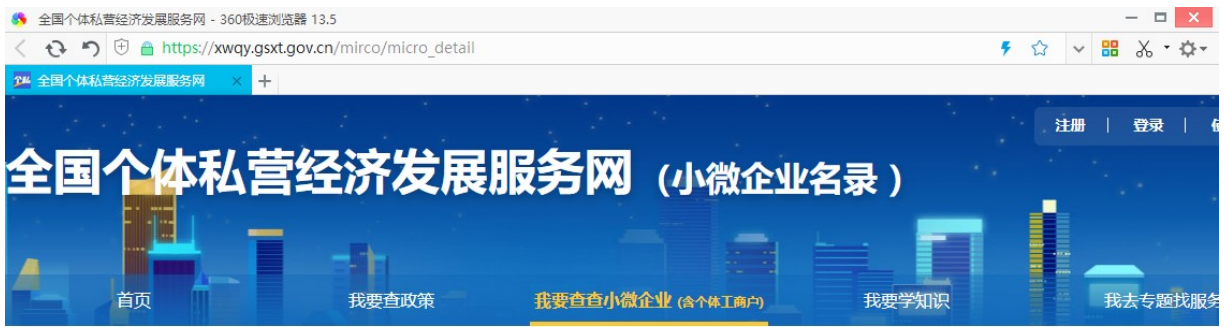 全国个体私营经济发展服务网 - 360极速浏览器 13.5
https://xwqy.gsxt.gov.cn/mirco/micro_detail
全国个体私营经济发展服务网
注册 | 登录 |
全国个体私营经济发展服务网（小微企业名录）
首页 我要查政策 我要查查小微企业 (含个体工商户) 我要学知识 我去专题找服务